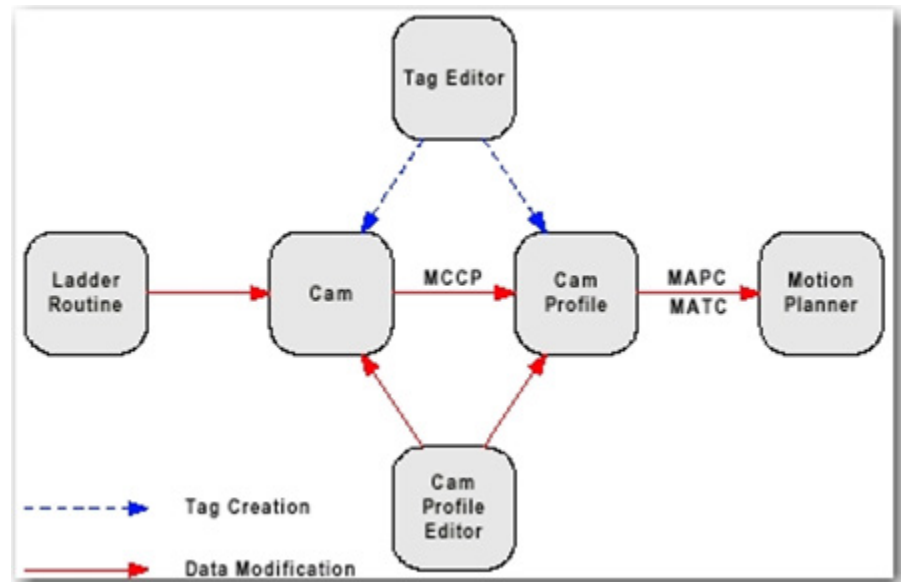 Tag Editor
Ladder
Routine
Cam
MCCP
Cam
Profile
MAPC
MATC
Motion
Planner
Cam
Profile
Editor
Tag Creation
Data Modification